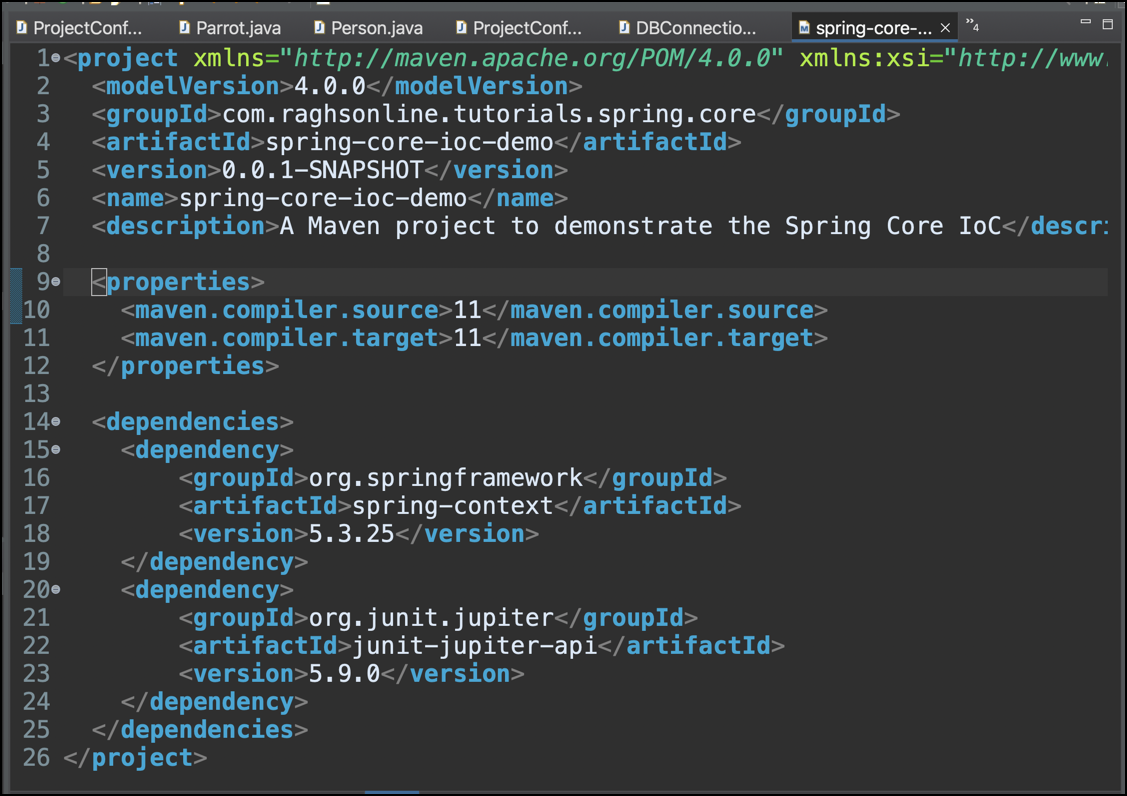 ProjectConf... Parrot.java Person.java ProjectConf... DBConnectio... spring-core-... 4
1 <project xmlns="http://maven.apache.org/POM/4.0.0" xmlns:xsi="http://www.
2 <modelVersion>4.0.0</modelVersion>
3 <groupId>com.raghsonline.tutorials.spring.core</groupId>
4 <artifactId>spring-core-ioc-demo</artifactId>
5 <version>0.0.1-SNAPSHOT</version>
6 <name>spring-core-ioc-demo</name>
7 <description>A Maven project to demonstrate the Spring Core IoC</descri
8
9 <properties>
10 <maven.compiler.source>11</maven.compiler.source>
11 <maven.compiler.target>11</maven.compiler.target>
12 </properties>
13
14 <dependencies>
15 <dependency>
16 <groupId>org.springframework</groupId>
17 <artifactId>spring-context</artifactId>
18 <version>5.3.25</version>
19 </dependency>
20 <dependency>
21 <groupId>org.junit.jupiter</groupId>
22 <artifactId>junit-jupiter-api</artifactId>
23 <version>5.9.0</version>
24 </dependency>
25 </dependencies>
26 </project>